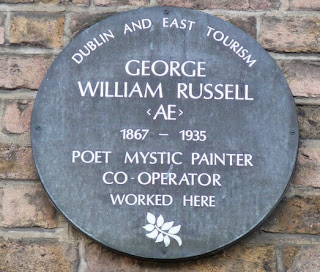 DUBLIN AND EAST TOURISM
GEORGE
WILLIAM RUSSELL
‹AE›
1867 — 1935
POET MYSTIC PAINTER
CO-OPERATOR
WORKED HERE